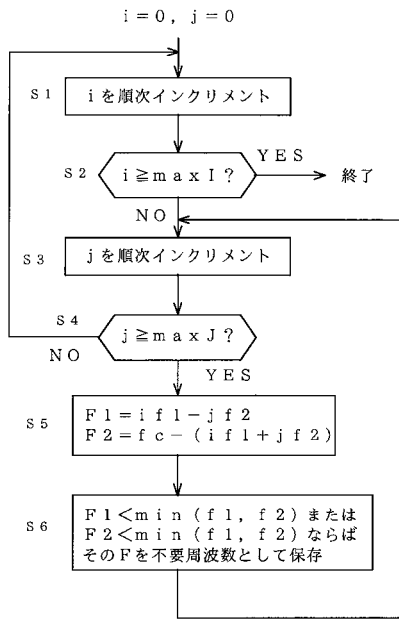 i=0, j=0
S1
iを順次インクリメント
S2
i≧maxI?
YES
終了
NO
S3
jを順次インクリメント
S4
j≧maxJ?
NO
YES
S5
F1=if1-jf2
F2=fc-(if1+jf2)
S6
F1<min(f1, f2)または
F2<min(f1, f2)ならば
そのFを不要周波数として保存